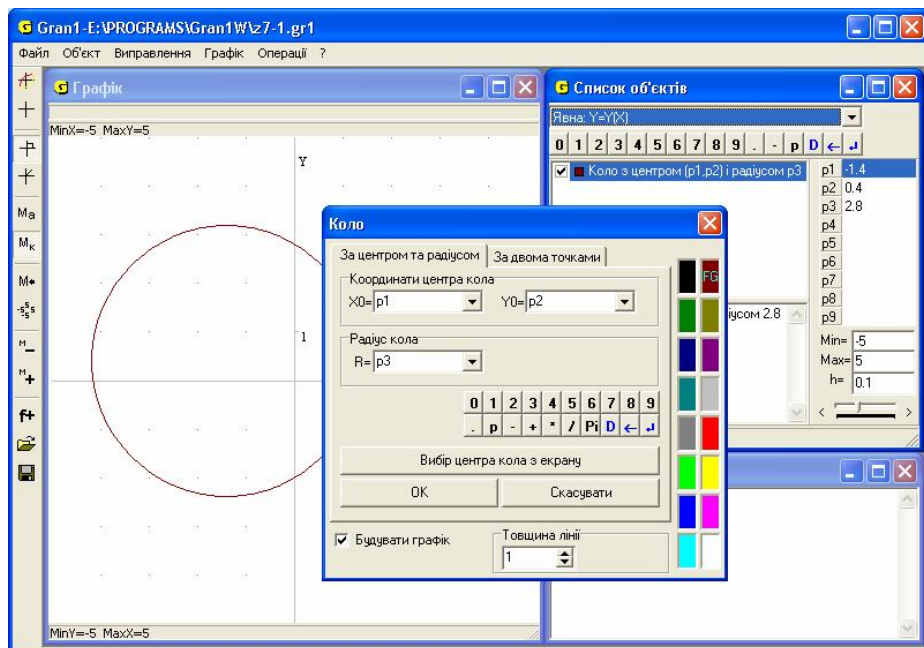 Gran1-E:\PROGRAMS\Gran1W\z7-1.gr1
Файл Об'єкт Виправлення Графік Операції ?
Графік
MinX=-5 MaxY=5
Y
1
MinY=-5 MaxX=5
Ma
Мк
M
-5
M
M+
f+
Список об'єктів
Явна: Y=Y(X)
0 1 2 3 4 5 6 7 8 9 . - p D ← ↲
Коло з центром (p1,p2) і радіусом p3
p1 -1.4
p2 0.4
p3 2.8
p4
p5
p6
p7
p8
p9
іусом 2.8
Min= -5
Max= 5
h= 0.1
< >
Коло
За центром та радіусом За двома точками
Координати центра кола
X0= p1 Y0= p2
Радіус кола
R= p3
0 1 2 3 4 5 6 7 8 9
. p - + * / Pi D ← ↲
Вибір центра кола з екрану
OK Скасувати
Будувати графік
Товщина лінії
1
FG